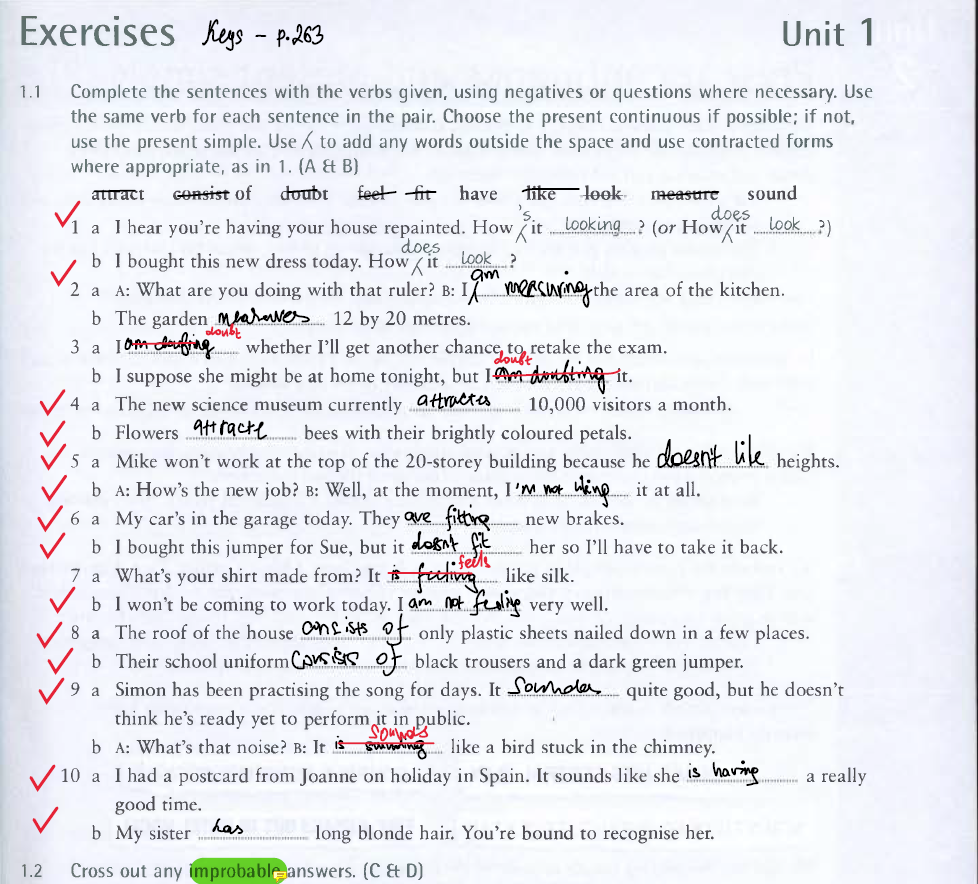 Exercises Keys - p.263 Unit 1
1.1 Complete the sentences with the verbs given, using negatives or questions where necessary. Use
the same verb for each sentence in the pair. Choose the present continuous if possible; if not,
use the present simple. Use ⁁ to add any words outside the space and use contracted forms
where appropriate, as in 1. (A & B)
attract consist of doubt feel fit have like look measure sound
1 a I hear you're having your house repainted. How ⁁'s it looking? (or How ⁁does it look?)
b I bought this new dress today. How ⁁does it look?
2 a A: What are you doing with that ruler? B: I ⁁am measuring the area of the kitchen.
b The garden measures 12 by 20 metres.
3 a I doubt whether I'll get another chance to retake the exam.
b I suppose she might be at home tonight, but I am doubting doubt it.
4 a The new science museum currently 10,000 visitors a month.
b Flowers bees with their brightly coloured petals.
5 a Mike won't work at the top of the 20-storey building because he doesn't like heights.
b A: How's the new job? B: Well, at the moment, I'm not liking it at all.
6 a My car's in the garage today. They are fitting new brakes.
b I bought this jumper for Sue, but it doesn't fit her so I'll have to take it back.
7 a What's your shirt made from? It is feeling feels like silk.
b I won't be coming to work today. I am not feeling very well.
8 a The roof of the house consists of only plastic sheets nailed down in a few places.
b Their school uniform consists of black trousers and a dark green jumper.
9 a Simon has been practising the song for days. It sounds quite good, but he doesn't
think he's ready yet to perform it in public.
b A: What's that noise? B: It is sounding sounds like a bird stuck in the chimney.
10 a I had a postcard from Joanne on holiday in Spain. It sounds like she is having a really
good time.
b My sister has long blonde hair. You're bound to recognise her.
1.2 Cross out any improbable answers. (C & D)